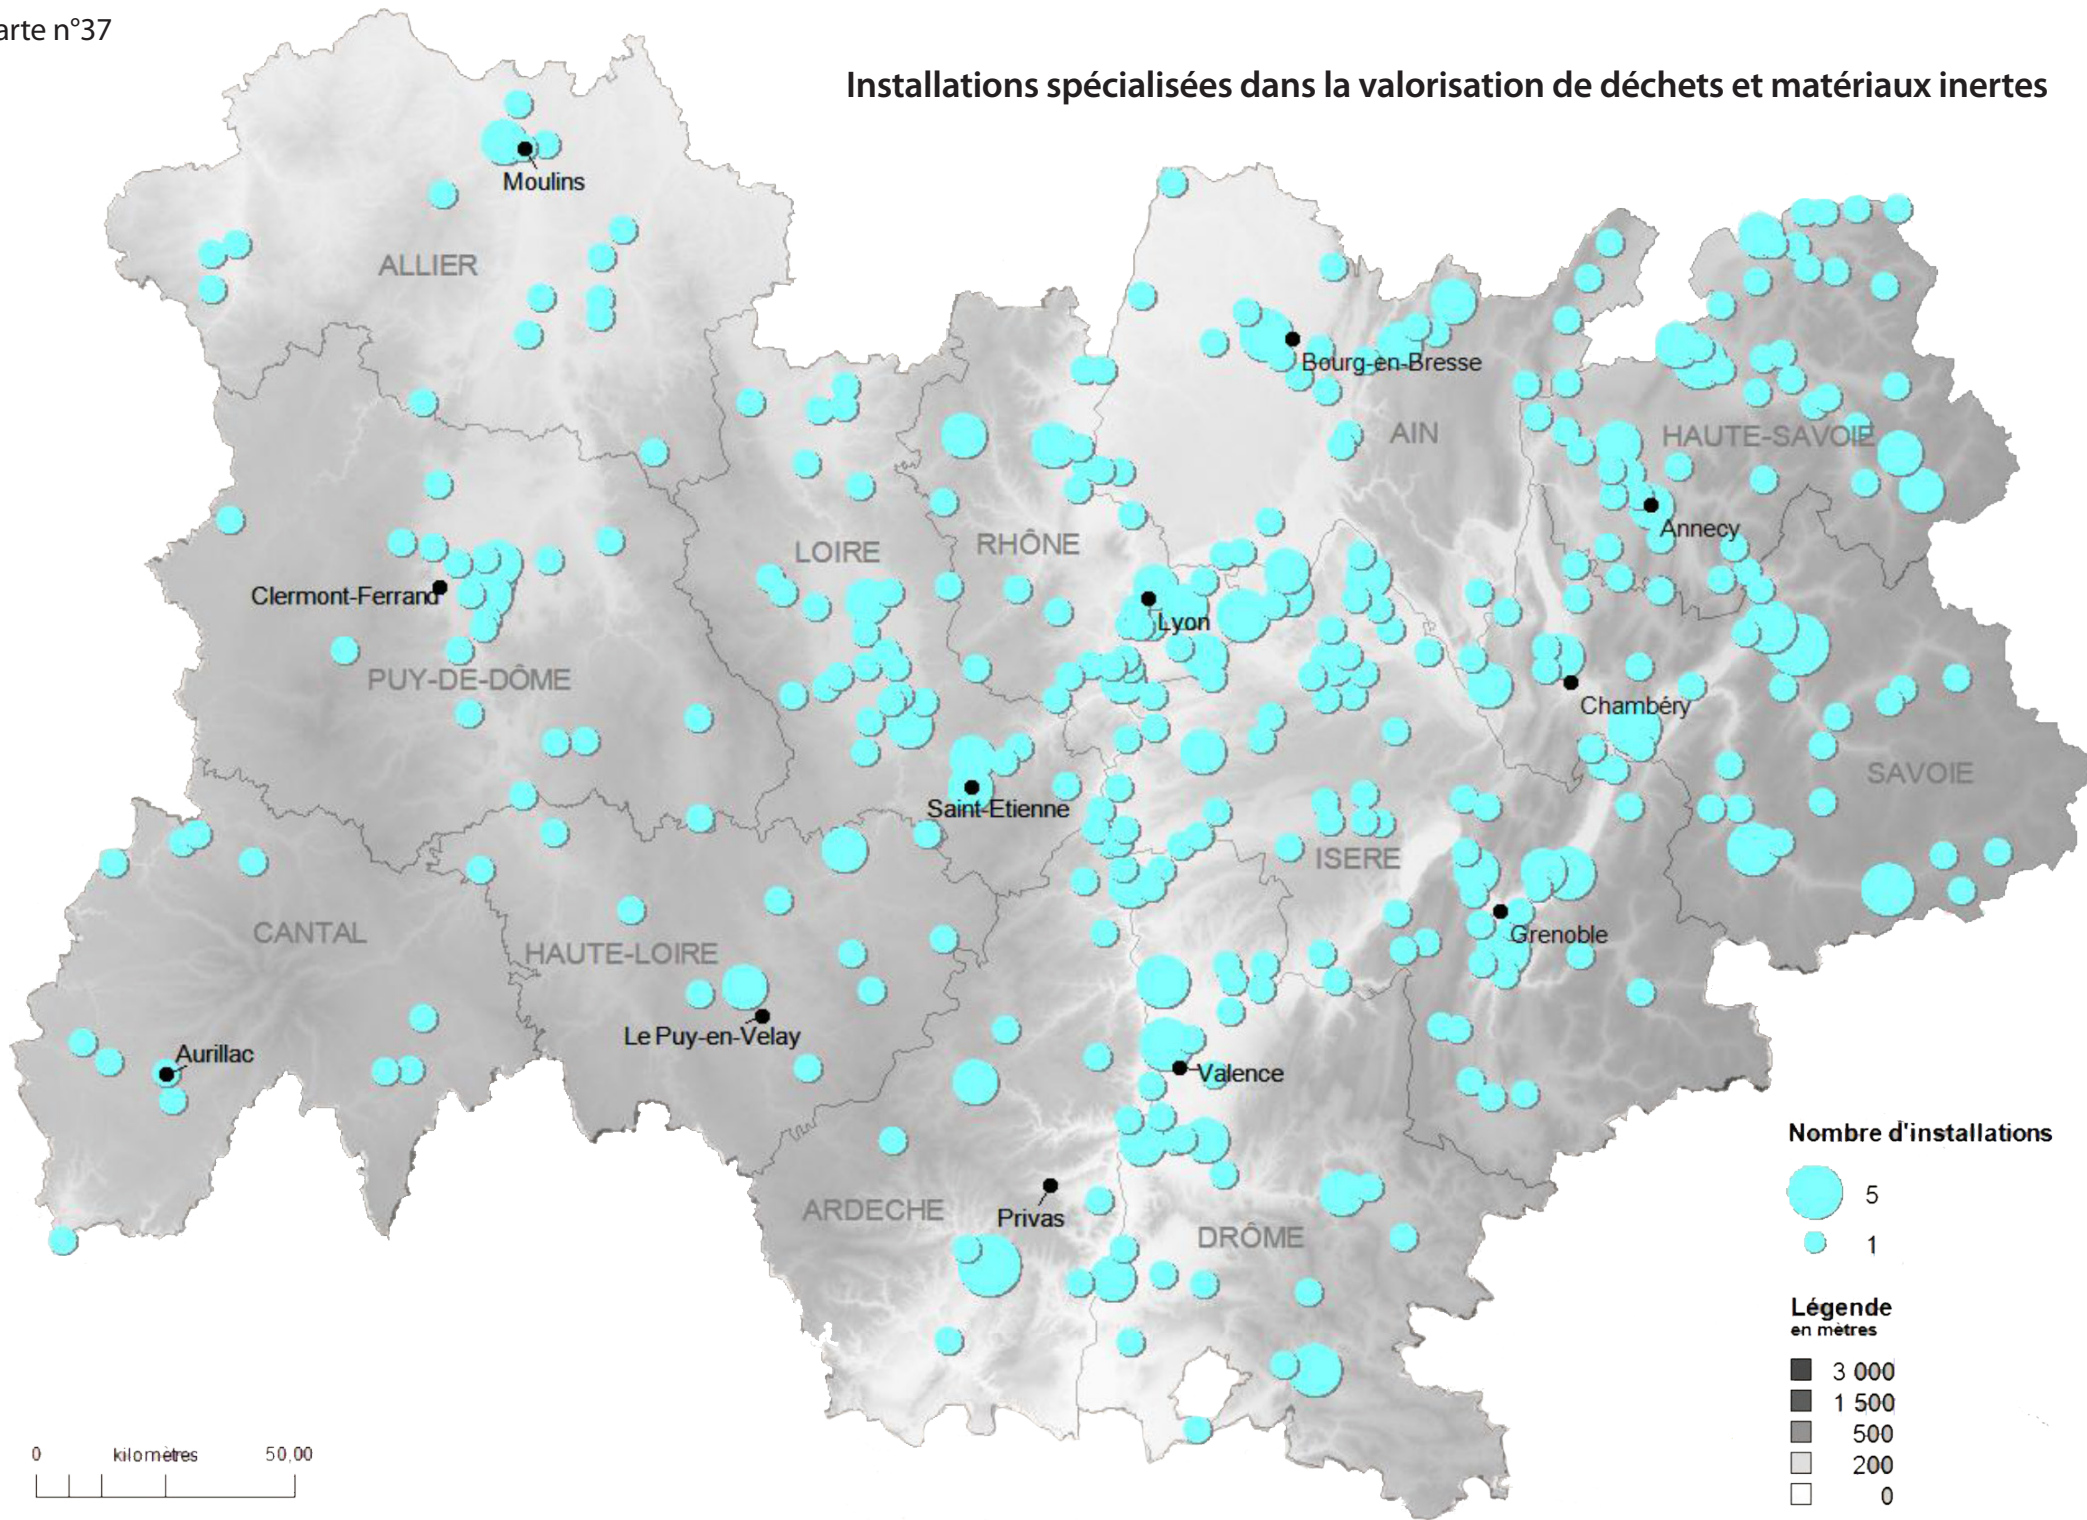 arte n°37
Installations spécialisées dans la valorisation de déchets et matériaux inertes
Moulins
ALLIER
Bourg-en-Bresse
AIN
HAUTE-SAVOIE
Annecy
LOIRE
RHÔNE
Clermont-Ferrand
Lyon
PUY-DE-DÔME
Chambéry
SAVOIE
Saint-Etienne
ISERE
CANTAL
HAUTE-LOIRE
Grenoble
Le Puy-en-Velay
Aurillac
Valence
ARDECHE
Privas
DRÔME
Nombre d'installations
5
1
Légende
en mètres
3 000
1 500
500
200
0
0 kilomètres 50,00